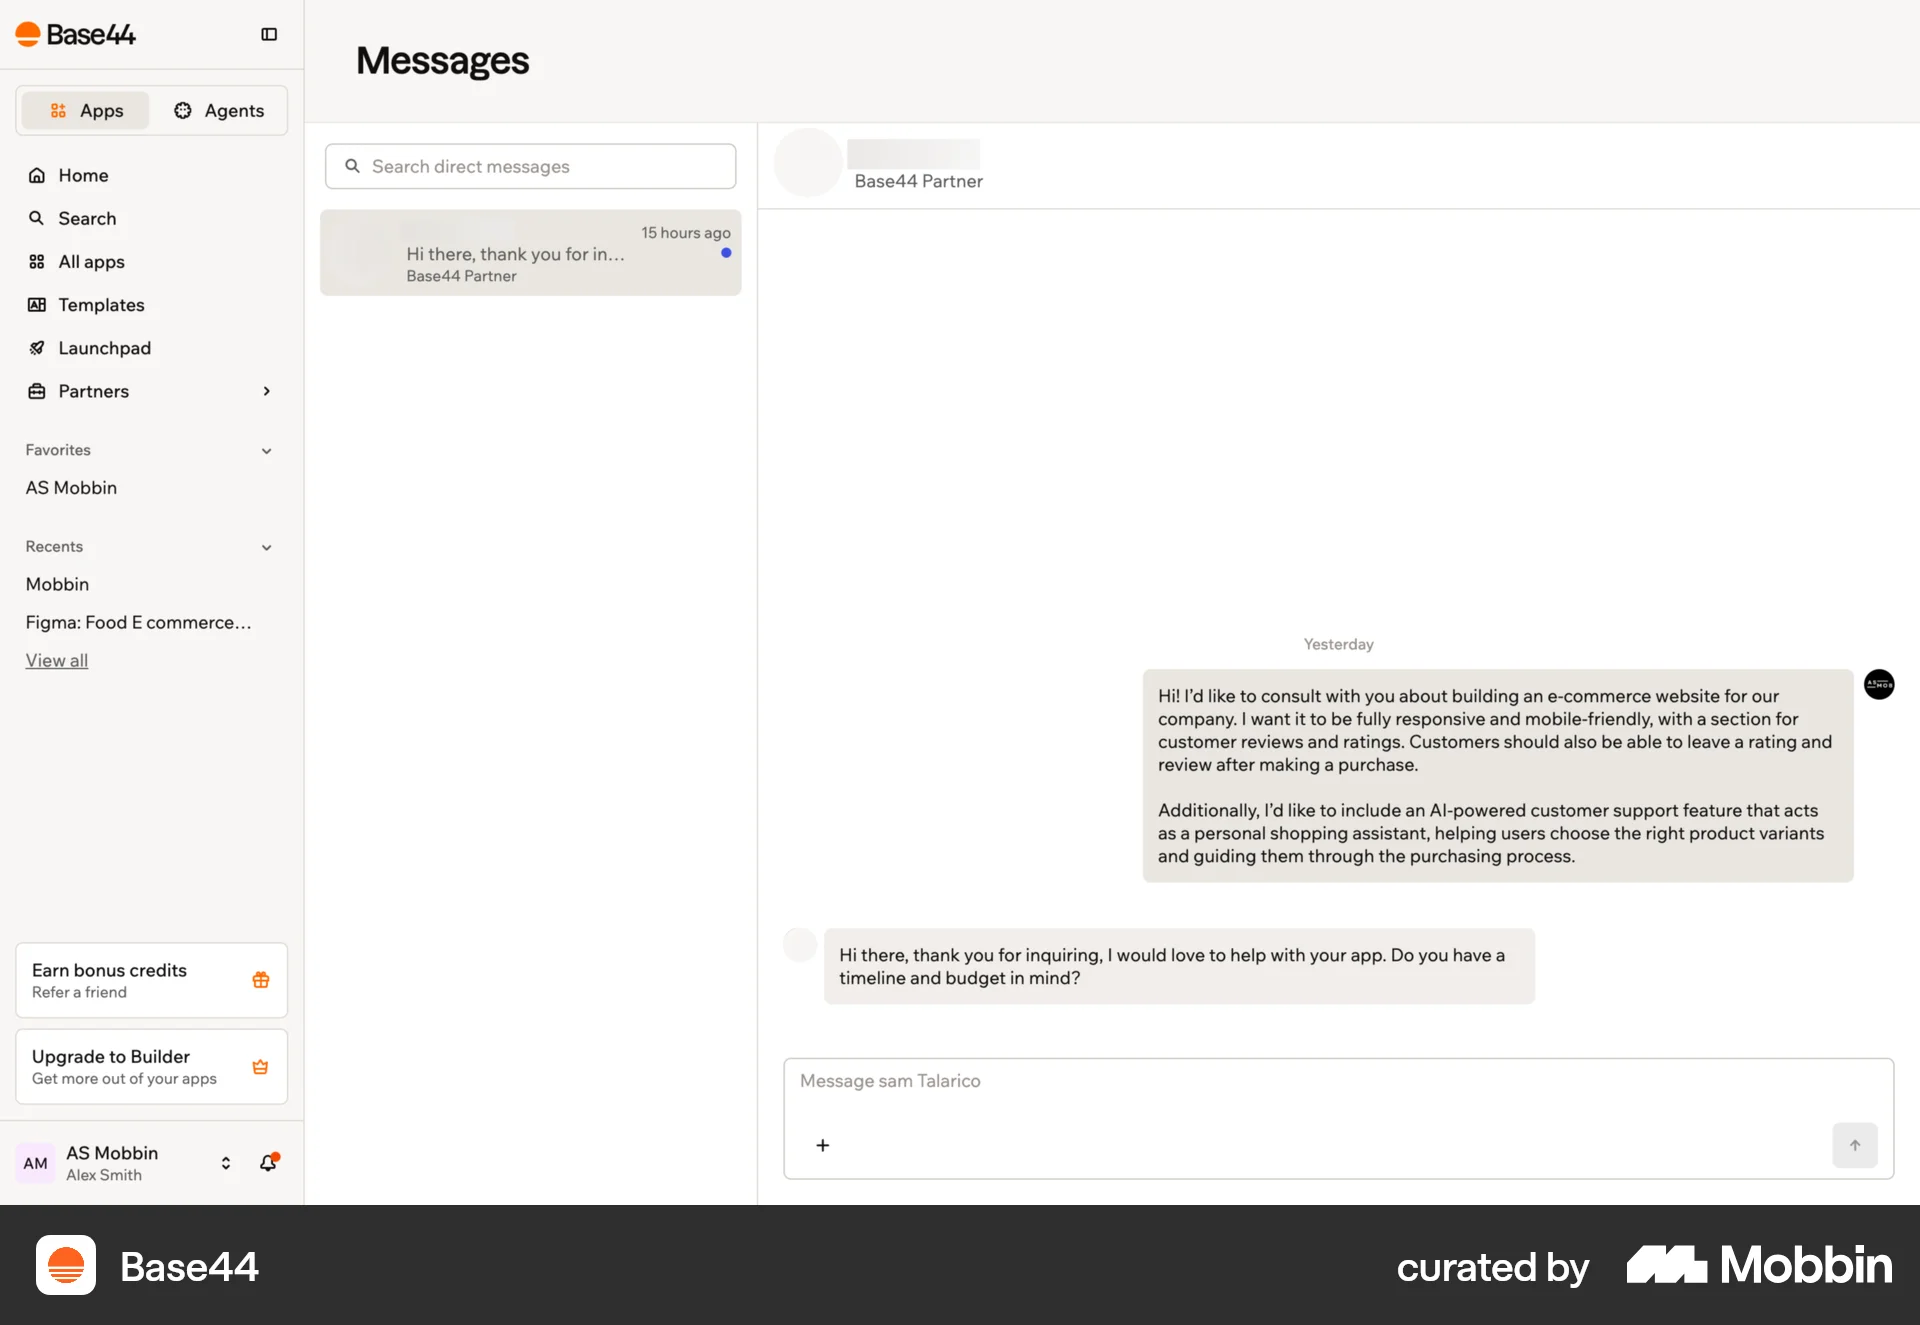 Base44
Apps
Agents
Home
Search
All apps
Templates
Launchpad
Partners
Favorites
AS Mobbin
Recents
Mobbin
Figma: Food E commerce...
View all
Earn bonus credits
Refer a friend
Upgrade to Builder
Get more out of your apps
AM
AS Mobbin
Alex Smith
Messages
Search direct messages
15 hours ago
Hi there, thank you for in...
Base44 Partner
Base44 Partner
Yesterday
Hi! I’d like to consult with you about building an e-commerce website for our
company. I want it to be fully responsive and mobile-friendly, with a section for
customer reviews and ratings. Customers should also be able to leave a rating and
review after making a purchase.
Additionally, I’d like to include an AI-powered customer support feature that acts
as a personal shopping assistant, helping users choose the right product variants
and guiding them through the purchasing process.
Hi there, thank you for inquiring, I would love to help with your app. Do you have a
timeline and budget in mind?
Message sam Talarico
Base44
curated by
Mobbin